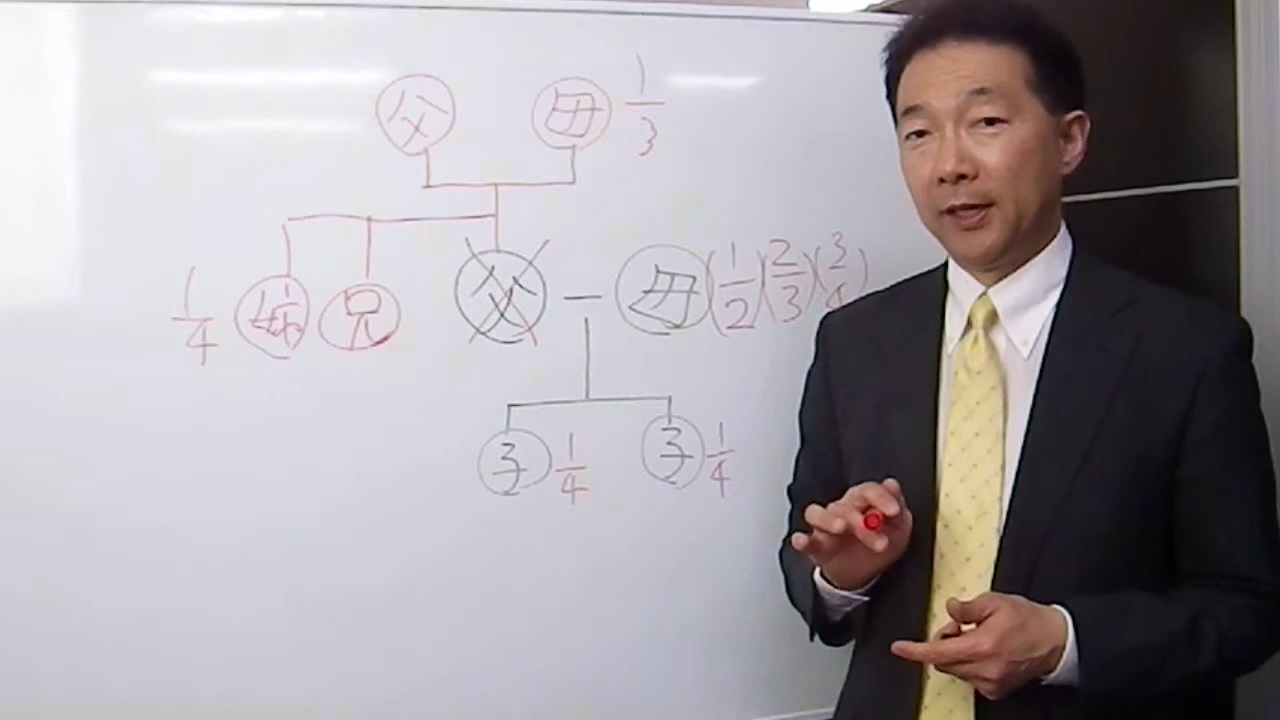 父 母 1/3
1/4 姉 兄 父 母 (1/2)(2/3)(3/4)
子 1/4 子 1/4